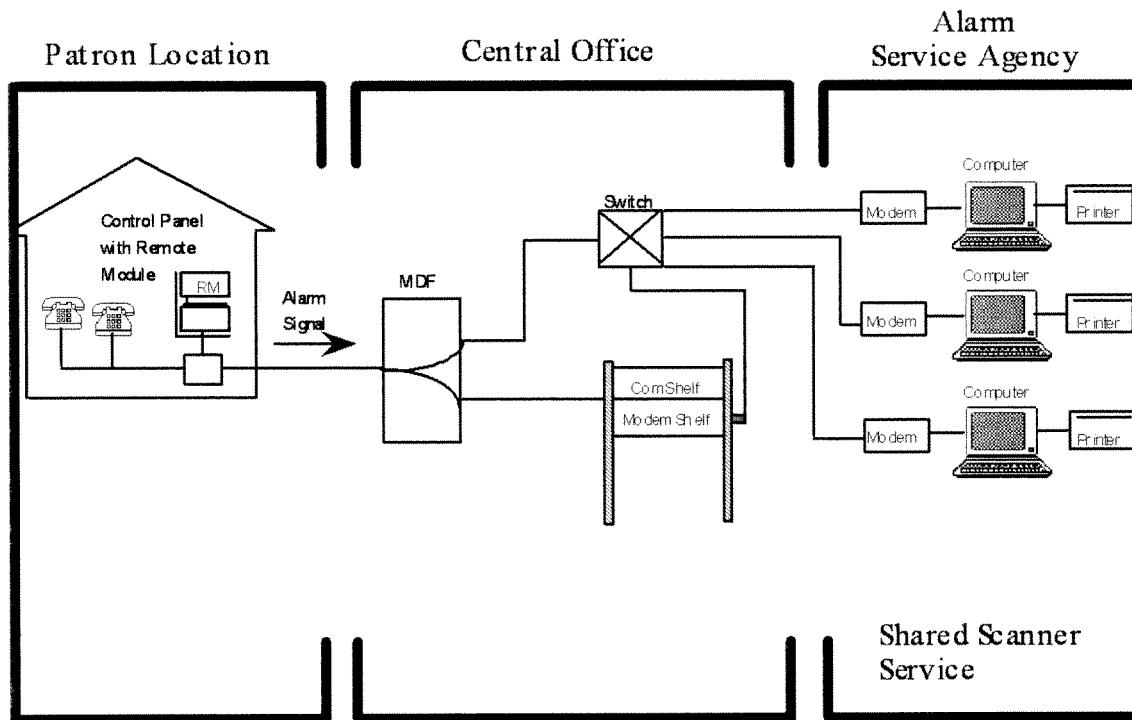 Patron Location
Central Office
Alarm
Service Agency
Control Panel
with Remote
Module
RM
Alarm
Signal
MDF
Switch
ComShelf
Modem Shelf
Computer
Modem
Printer
Computer
Modem
Printer
Computer
Modem
Printer
Shared Scanner
Service